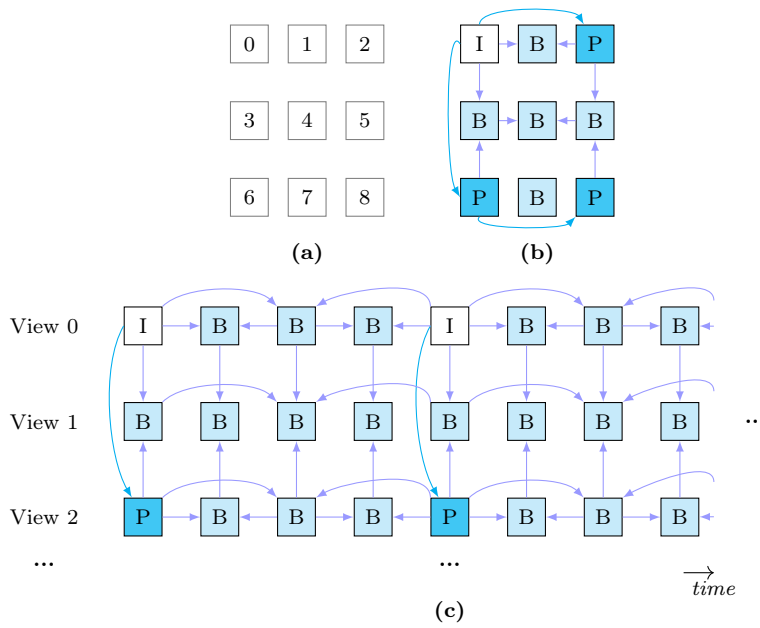 0 1 2 I B P
3 4 5 B B B
6 7 8 P B P
(a) (b)
View 0 I B B B I B B B
View 1 B B B B B B B B ..
View 2 P B B B P B B B
... ...
time
(c)